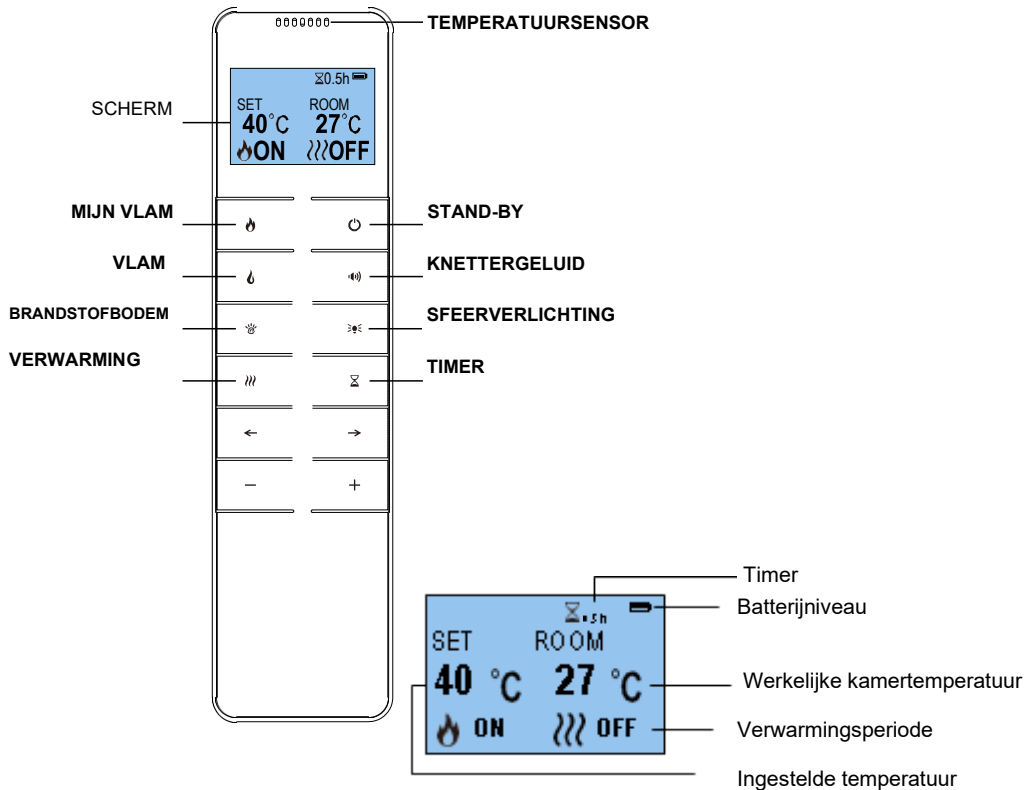 TEMPERATUURSENSOR
0.5h
SCHERM
SET ROOM
40°C 27°C
ON OFF
MIJN VLAM
STAND-BY
VLAM
KNETTERGELUID
BRANDSTOFBODEM
SFEERVERLICHTING
VERWARMING
TIMER
← →
− +
Timer
Batterijniveau
.5h
SET ROOM
40 °C 27 °C
Werkelijke kamertemperatuur
ON OFF
Verwarmingsperiode
Ingestelde temperatuur